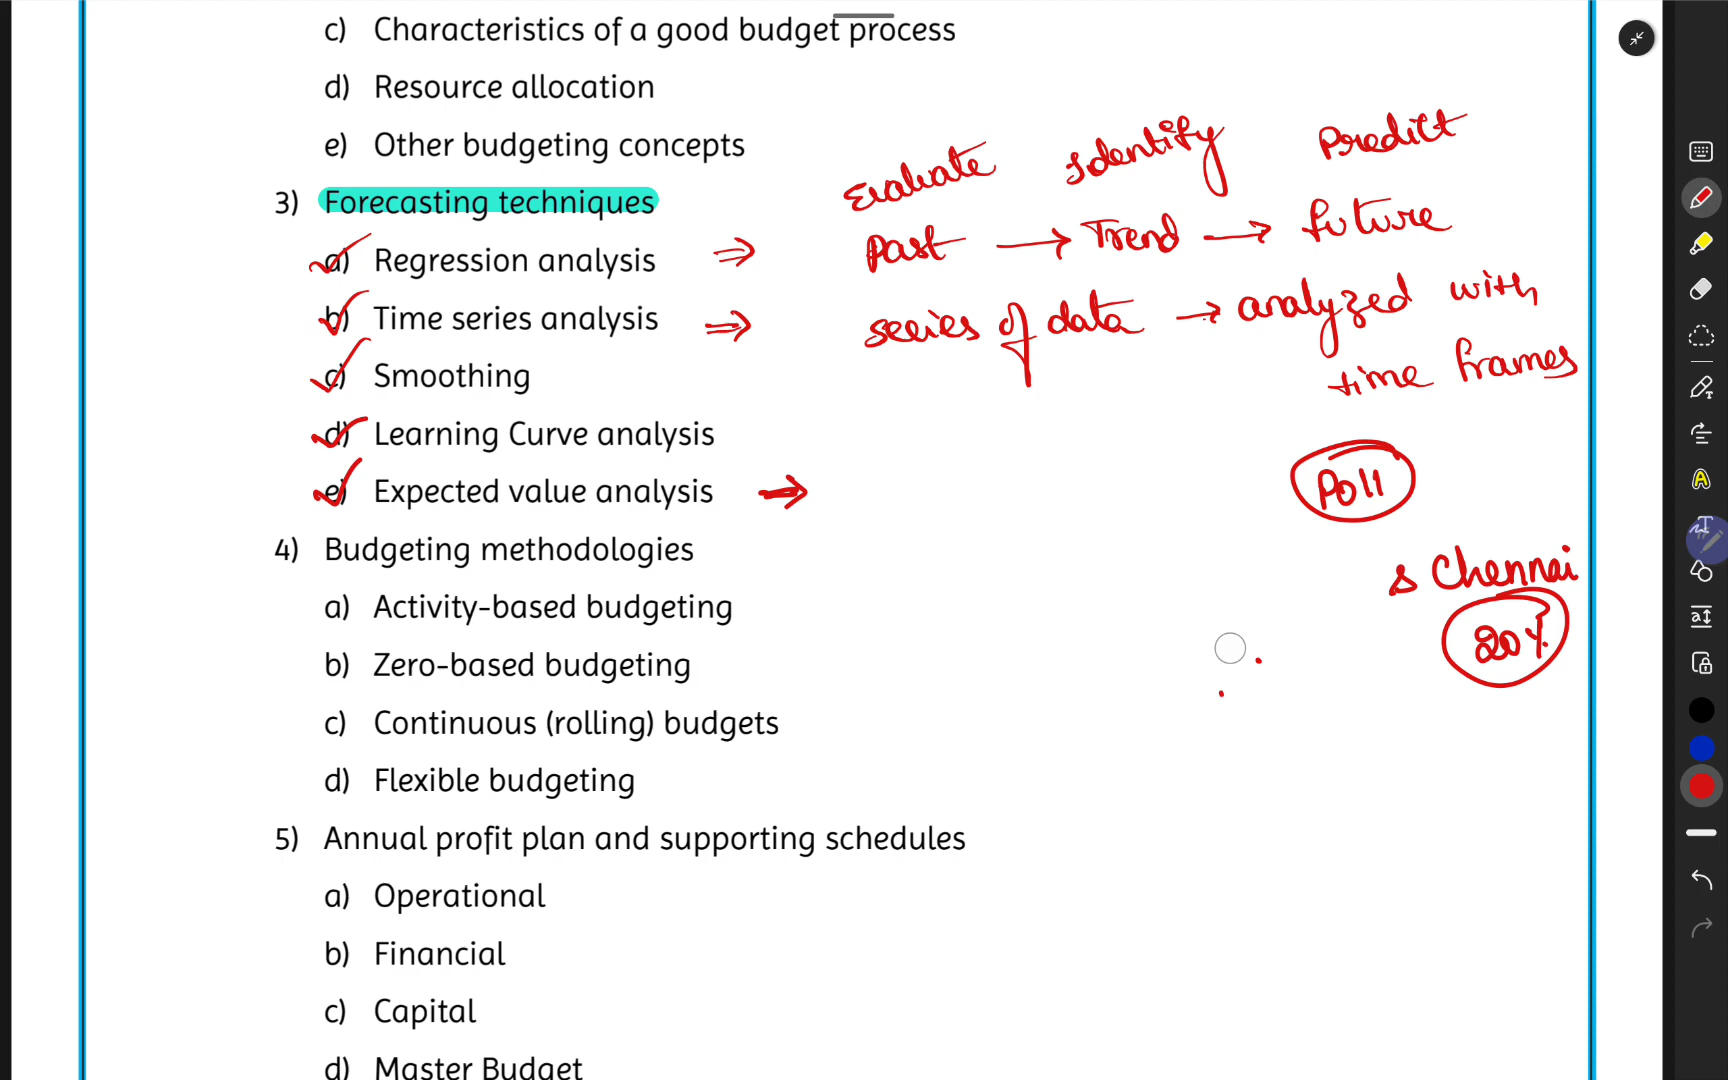 c) Characteristics of a good budget process
d) Resource allocation
e) Other budgeting concepts
Evaluate Identify Predict
3) Forecasting techniques
a) Regression analysis ⇒ Past → Trend → future
b) Time series analysis ⇒ series of data → analyzed with
time frames
c) Smoothing
d) Learning Curve analysis
e) Expected value analysis → Poll
4) Budgeting methodologies
Chennai
a) Activity-based budgeting
20%
b) Zero-based budgeting
c) Continuous (rolling) budgets
d) Flexible budgeting
5) Annual profit plan and supporting schedules
a) Operational
b) Financial
c) Capital
d) Master Budget